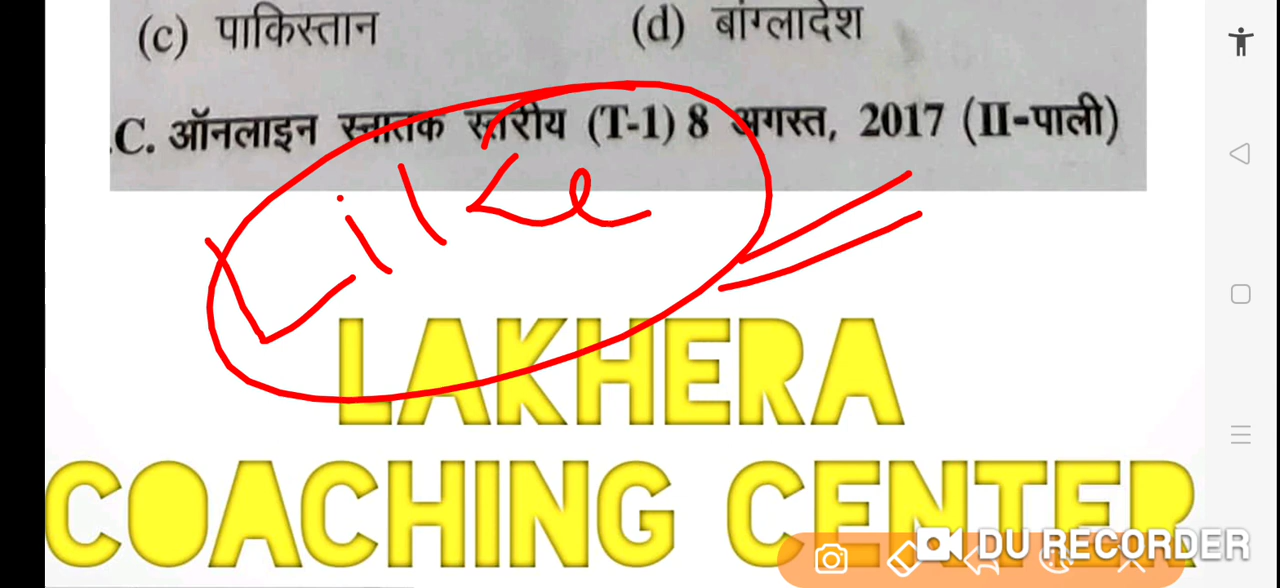 (c) पाकिस्तान (d) बांग्लादेश
.C. ऑनलाइन स्नातक स्तरीय (T-1) 8 अगस्त, 2017 (II-पाली)
Like
LAKHERA
COACHING CENTER
DU RECORDER